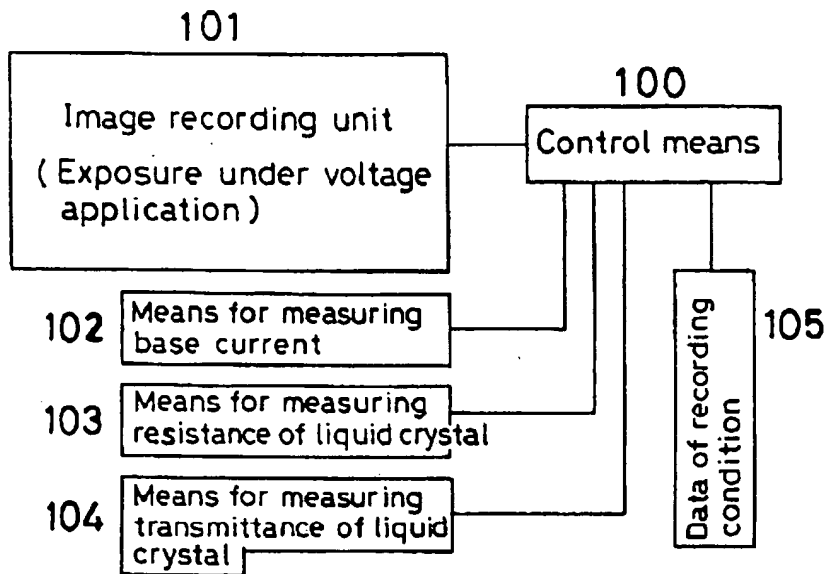 101
Image recording unit
(Exposure under voltage
application)
100
Control means
102
Means for measuring
base current
103
Means for measuring
resistance of liquid crystal
104
Means for measuring
transmittance of liquid
crystal
105
Data of recording
condition